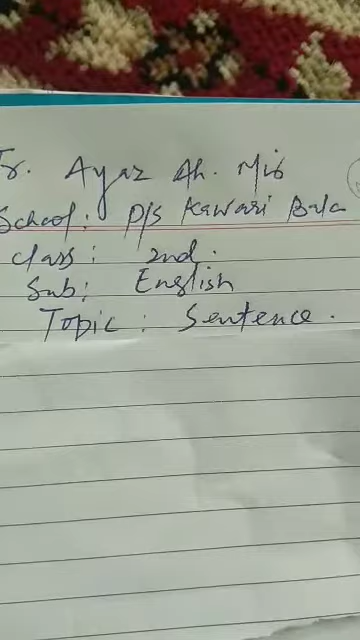 Tr. Ayaz Ah. Mir
School: P/S Kawari Bala
Class: 2nd.
Sub: English
Topic: Sentence.